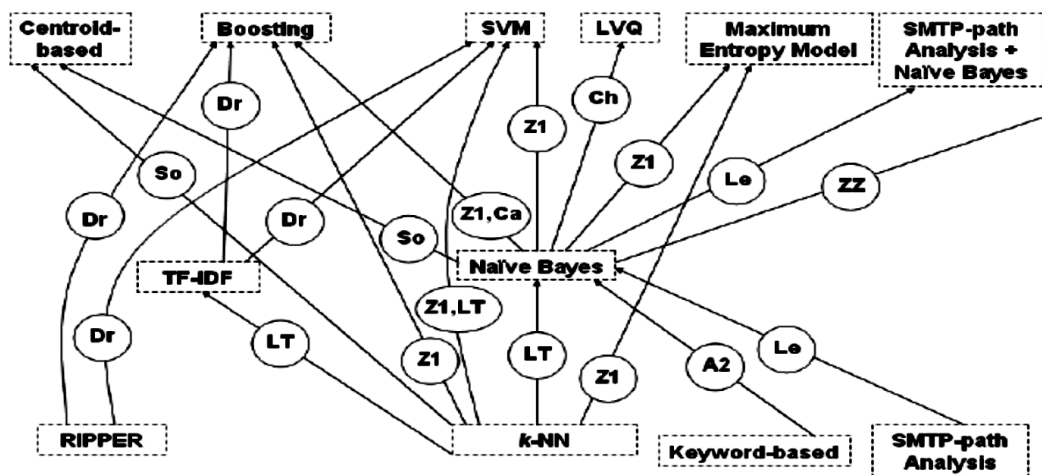 Centroid-
based
Boosting
SVM
LVQ
Maximum
Entropy Model
SMTP-path
Analysis +
Naïve Bayes
Dr
Ch
Z1
Z1
Le
ZZ
So
Dr
Dr
Z1,Ca
So
TF-IDF
Naïve Bayes
Z1,LT
Dr
LT
Z1
LT
Z1
A2
Le
RIPPER
k-NN
Keyword-based
SMTP-path
Analysis